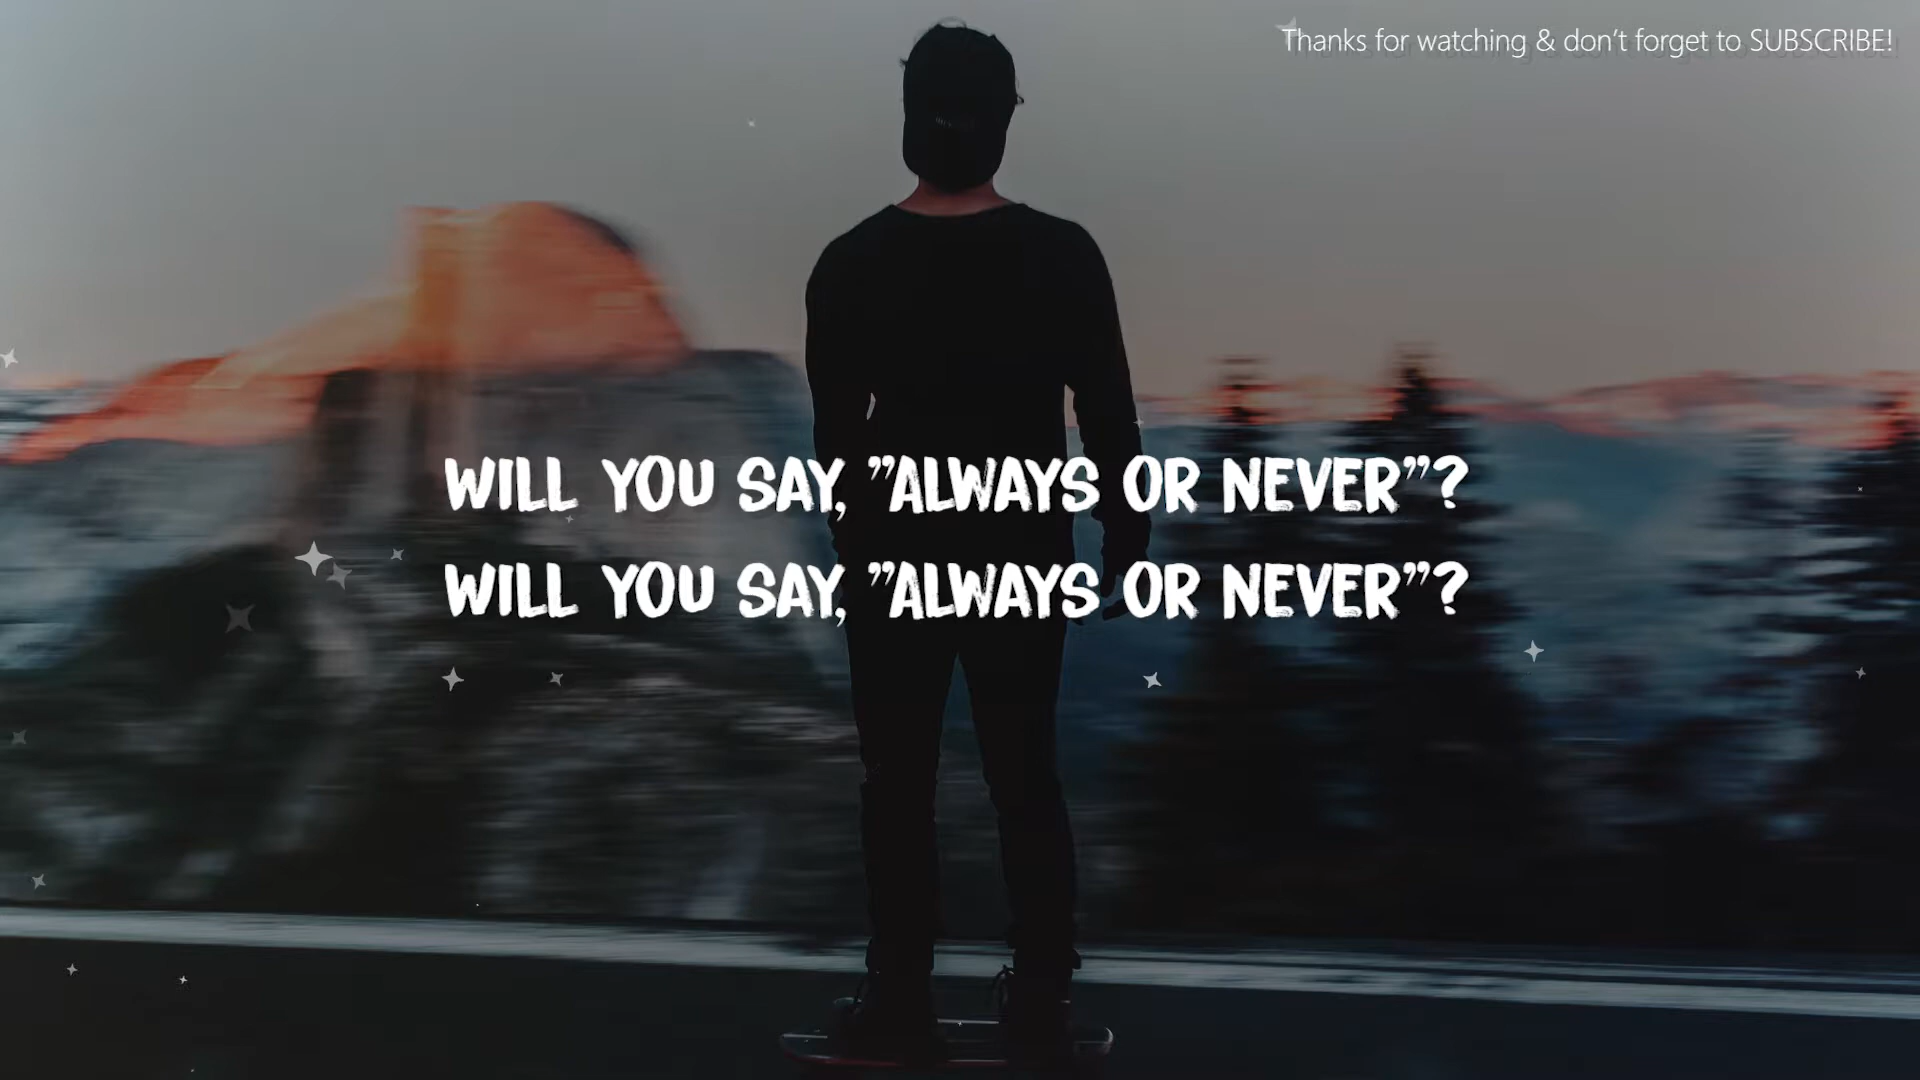 Thanks for watching & don’t forget to SUBSCRIBE!
WILL YOU SAY, ”ALWAYS OR NEVER”?
WILL YOU SAY, ”ALWAYS OR NEVER”?